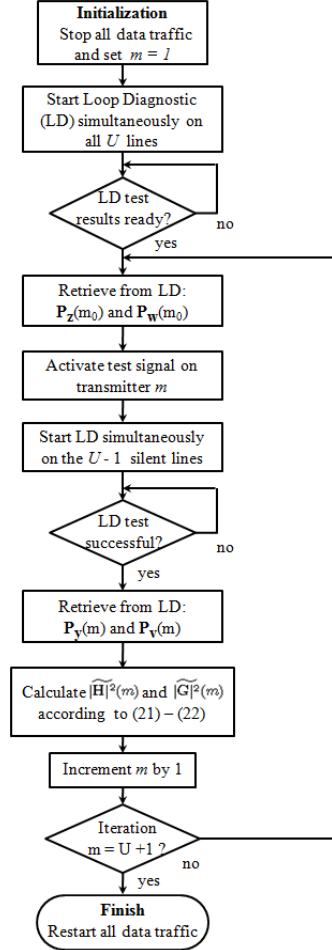 Initialization
Stop all data traffic
and set m = 1
Start Loop Diagnostic
(LD) simultaneously on
all U lines
LD test
results ready?
no
yes
Retrieve from LD:
P_z(m₀) and P_w(m₀)
Activate test signal on
transmitter m
Start LD simultaneously
on the U - 1 silent lines
LD test
successful?
no
yes
Retrieve from LD:
P_y(m) and P_v(m)
Calculate |H͂|²(m) and |G͂|²(m)
according to (21) – (22)
Increment m by 1
Iteration
m = U +1 ?
no
yes
Finish
Restart all data traffic